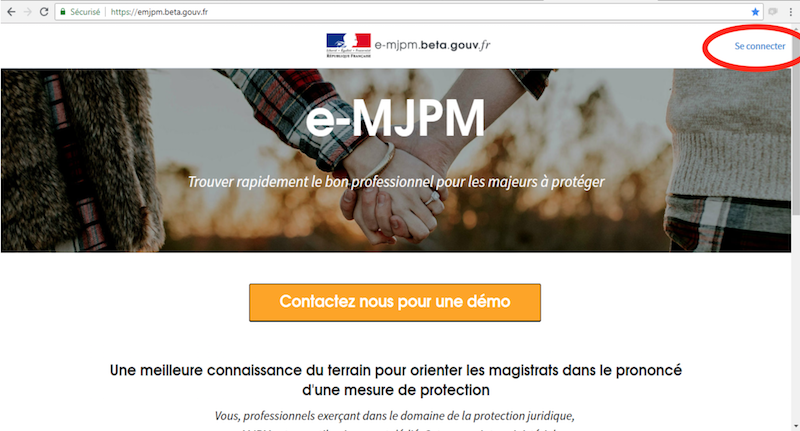 Sécurisé | https://emjpm.beta.gouv.fr
Liberté • Égalité • Fraternité
RÉPUBLIQUE FRANÇAISE
e-mjpm.beta.gouv.fr
Se connecter
e-MJPM
Trouver rapidement le bon professionnel pour les majeurs à protéger
Contactez nous pour une démo
Une meilleure connaissance du terrain pour orienter les magistrats dans le prononcé
d'une mesure de protection
Vous, professionnels exerçant dans le domaine de la protection juridique,